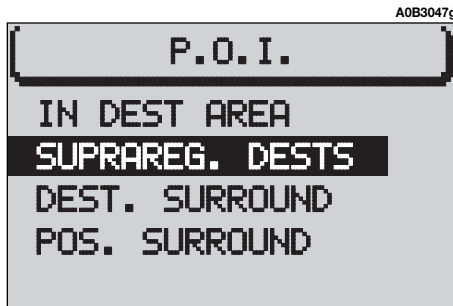 A0B3047g
P.O.I.
IN DEST AREA
SUPRAREG. DESTS
DEST. SURROUND
POS. SURROUND